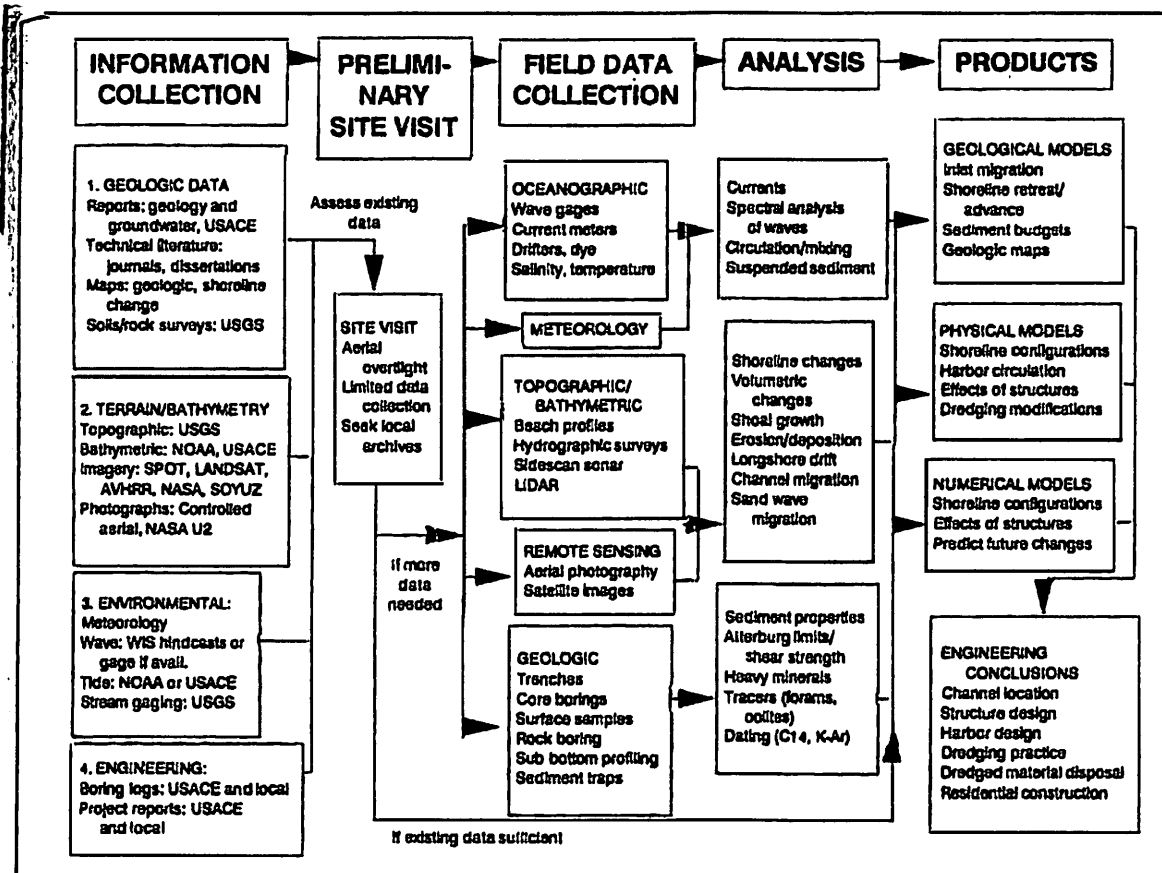 INFORMATION
COLLECTION
PRELIMI-
NARY
SITE VISIT
FIELD DATA
COLLECTION
ANALYSIS
PRODUCTS
1. GEOLOGIC DATA
Reports: geology and
groundwater, USACE
Technical literature:
journals, dissertations
Maps: geologic, shoreline
change
Soils/rock surveys: USGS
2. TERRAIN/BATHYMETRY
Topographic: USGS
Bathymetric: NOAA, USACE
Imagery: SPOT, LANDSAT,
AVHRR, NASA, SOYUZ
Photographs: Controlled
aerial, NASA U2
3. ENVIRONMENTAL:
Meteorology
Wave: WIS hindcasts or
gage if avail.
Tide: NOAA or USACE
Stream gaging: USGS
4. ENGINEERING:
Boring logs: USACE and local
Project reports: USACE
and local
Assess existing
data
SITE VISIT
Aerial
overflight
Limited data
collection
Seek local
archives
If more
data
needed
If existing data sufficient
OCEANOGRAPHIC
Wave gages
Current meters
Drifters, dye
Salinity, temperature
METEOROLOGY
TOPOGRAPHIC/
BATHYMETRIC
Beach profiles
Hydrographic surveys
Sidescan sonar
LIDAR
REMOTE SENSING
Aerial photography
Satellite images
GEOLOGIC
Trenches
Core borings
Surface samples
Rock boring
Sub bottom profiling
Sediment traps
Currents
Spectral analysis
of waves
Circulation/mixing
Suspended sediment
Shoreline changes
Volumetric
changes
Shoal growth
Erosion/deposition
Longshore drift
Channel migration
Sand wave
migration
Sediment properties
Atterburg limits/
shear strength
Heavy minerals
Tracers (forams,
oolites)
Dating (C14, K-Ar)
GEOLOGICAL MODELS
Inlet migration
Shoreline retreat/
advance
Sediment budgets
Geologic maps
PHYSICAL MODELS
Shoreline configurations
Harbor circulation
Effects of structures
Dredging modifications
NUMERICAL MODELS
Shoreline configurations
Effects of structures
Predict future changes
ENGINEERING
CONCLUSIONS
Channel location
Structure design
Harbor design
Dredging practice
Dredged material disposal
Residential construction